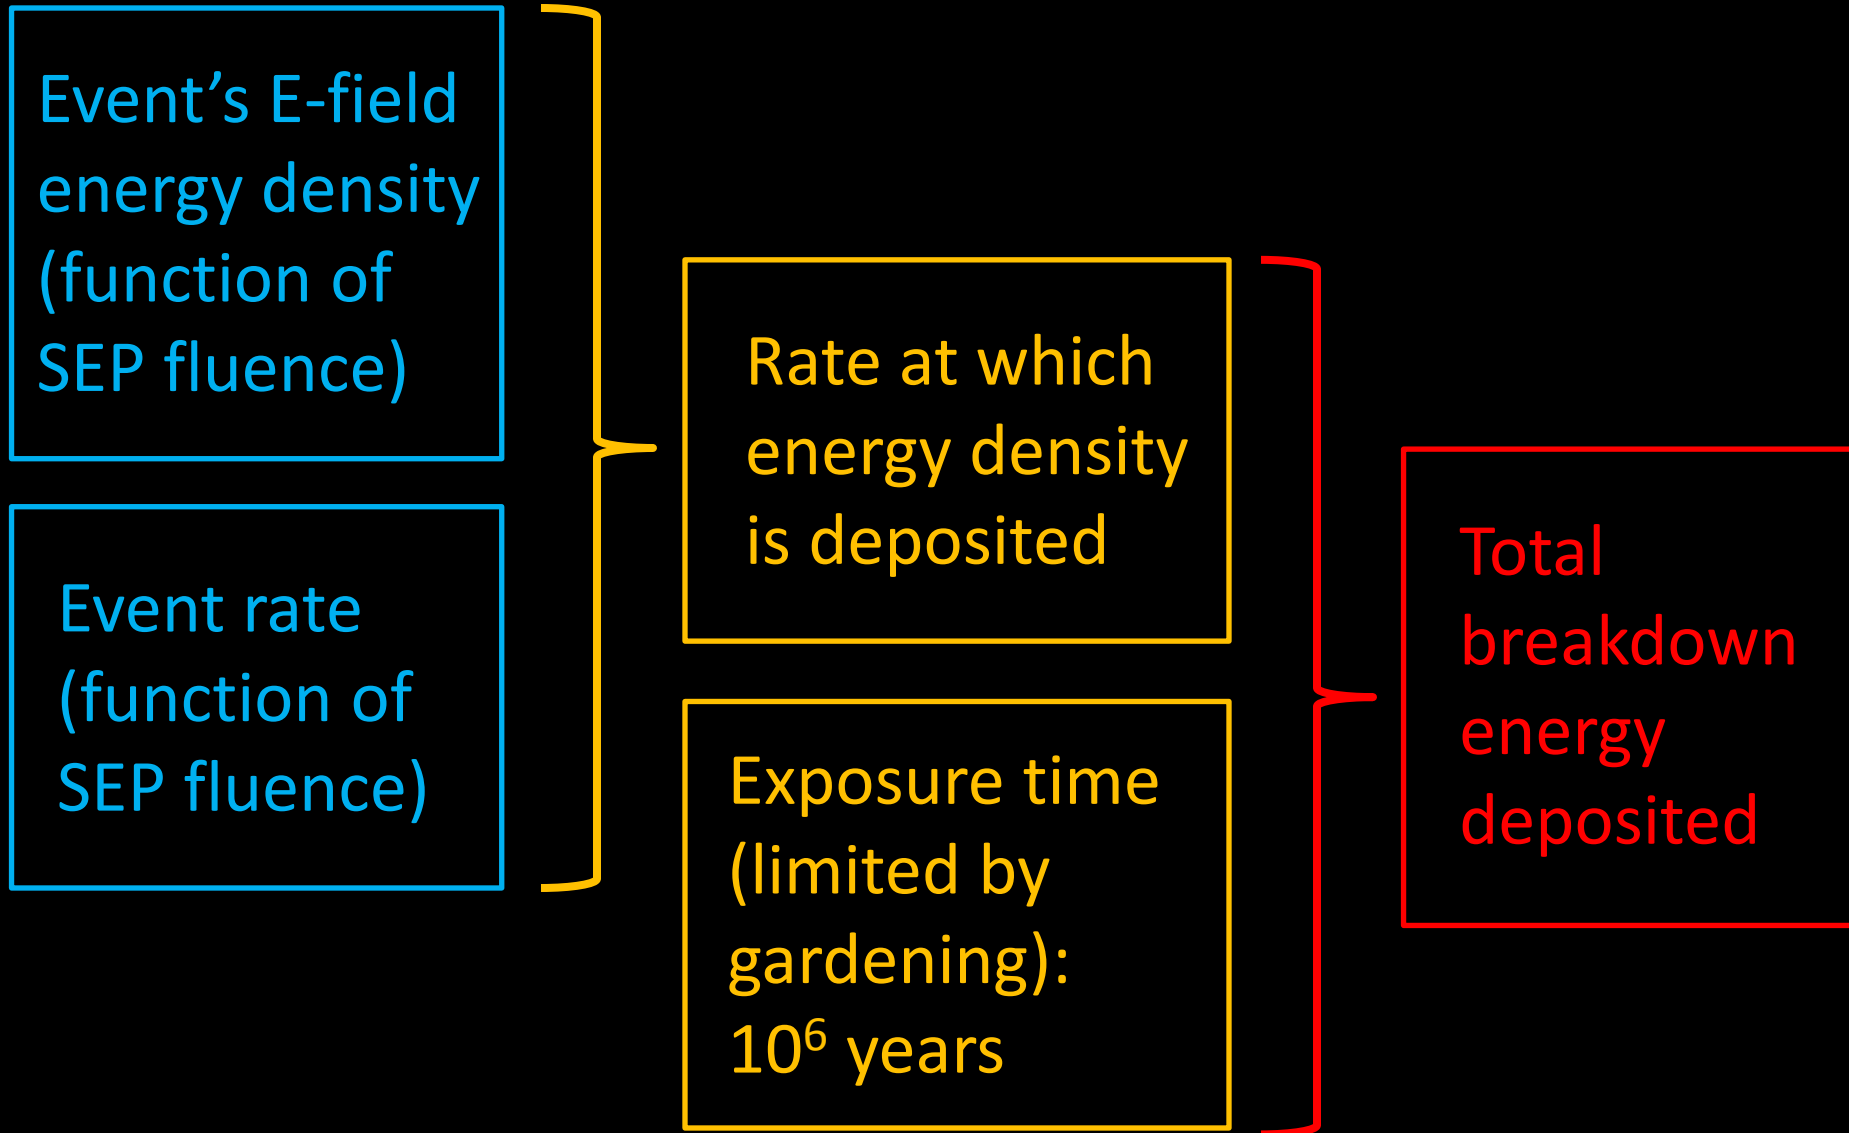 Event’s E-field
energy density
(function of
SEP fluence)
Event rate
(function of
SEP fluence)
Rate at which
energy density
is deposited
Exposure time
(limited by
gardening):
10⁶ years
Total
breakdown
energy
deposited